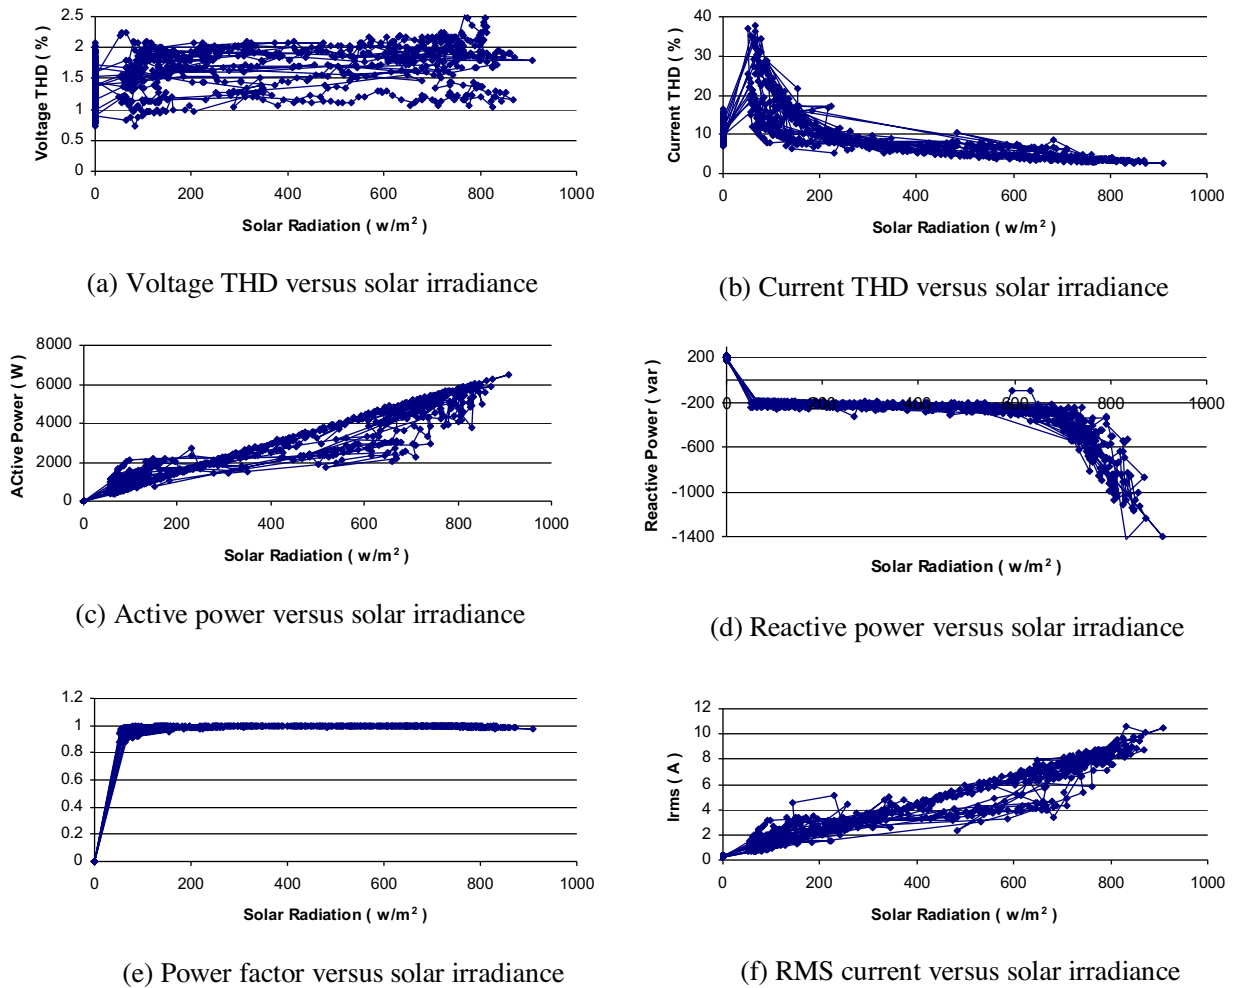 2.5
2
1.5
1
0.5
0
Voltage THD ( % )
0 200 400 600 800 1000
Solar Radiation ( w/m² )
(a) Voltage THD versus solar irradiance
40
30
20
10
0
Current THD ( % )
0 200 400 600 800 1000
Solar Radiation ( w/m² )
(b) Current THD versus solar irradiance
8000
6000
4000
2000
0
ACtive Power ( W )
0 200 400 600 800 1000
Solar Radiation ( w/m² )
(c) Active power versus solar irradiance
200
-200
-600
-1000
-1400
Reactive Power ( var )
0 200 400 600 800 1000
Solar Radiation ( w/m² )
(d) Reactive power versus solar irradiance
1.2
1
0.8
0.6
0.4
0.2
0
0 200 400 600 800 1000
Solar Radiation ( w/m² )
(e) Power factor versus solar irradiance
12
10
8
6
4
2
0
Irms ( A )
0 200 400 600 800 1000
Solar Radiation ( w/m² )
(f) RMS current versus solar irradiance